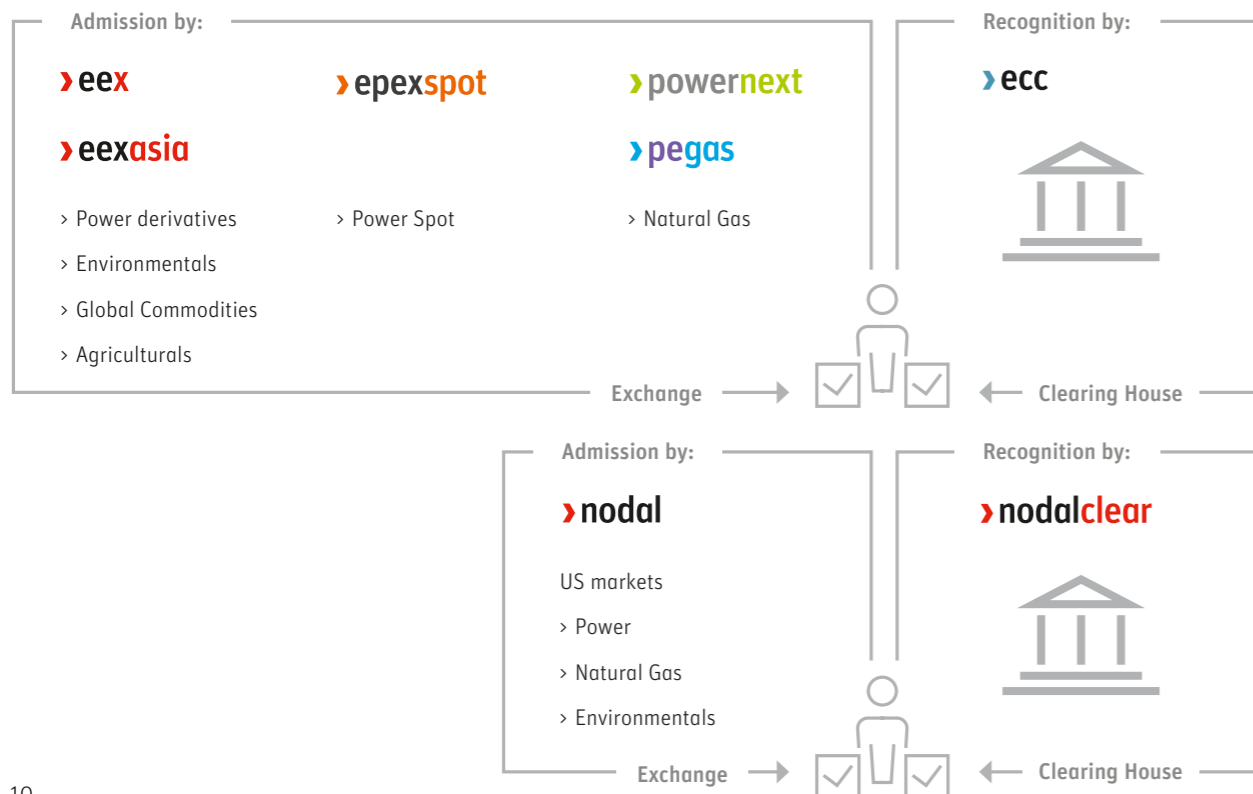 Admission by:
Recognition by:
eex
epexspot
powernext
ecc
eexasia
pegas
> Power derivatives
> Power Spot
> Natural Gas
> Environmentals
> Global Commodities
> Agriculturals
Exchange
Clearing House
Admission by:
Recognition by:
nodal
nodalclear
US markets
> Power
> Natural Gas
> Environmentals
Exchange
Clearing House
10